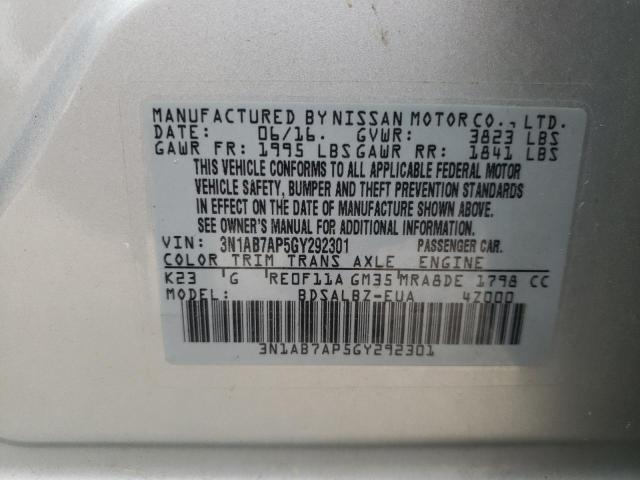 MANUFACTURED BY NISSAN MOTOR CO., LTD.
DATE: 06/16. GVWR: 3823 LBS
GAWR FR: 1995 LBS GAWR RR: 1841 LBS
THIS VEHICLE CONFORMS TO ALL APPLICABLE FEDERAL MOTOR
VEHICLE SAFETY, BUMPER AND THEFT PREVENTION STANDARDS
IN EFFECT ON THE DATE OF MANUFACTURE SHOWN ABOVE.
SEE OWNER'S MANUAL FOR ADDITIONAL INFORMATION.
VIN: 3N1AB7AP5GY292301 PASSENGER CAR.
COLOR TRIM TRANS AXLE ENGINE
K23 G RE0F11A GM35 MRA8DE 1798 CC
MODEL: BDSALBZ-EUA 4Z000
3N1AB7AP5GY292301